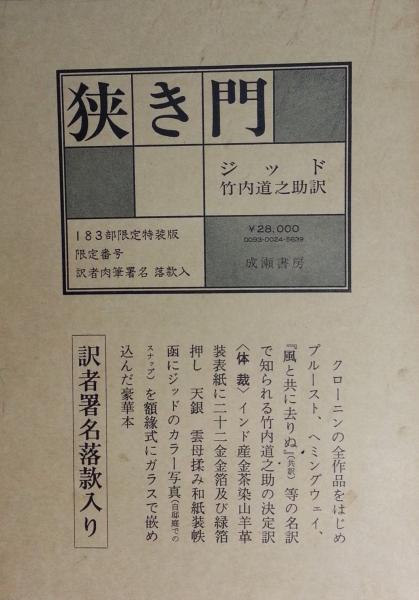 狭き門
ジッド
竹内道之助訳
183部限定特装版
限定番号
訳者肉筆署名 落款入
¥28,000
0093-0024-5639
成瀬書房
クローニンの全作品をはじめ
プルースト、ヘミングウェイ、
『風と共に去りぬ』(共訳)等の名訳
で知られる竹内道之助の決定訳
〈体裁〉インド産金茶染山羊革
装表紙に二十二金金箔及び緑箔
押し 天銀 雲母揉み和紙装帙
函にジッドのカラー写真(自邸庭での
スナップ)を額縁式にガラスで嵌め
込んだ豪華本
訳者署名落款入り